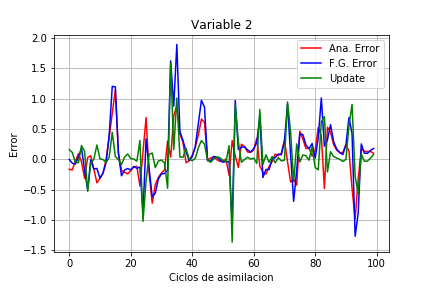 Variable 2
2.0
1.5
1.0
0.5
0.0
−0.5
−1.0
−1.5
Error
Ana. Error
F.G. Error
Update
0 20 40 60 80 100
Ciclos de asimilacion